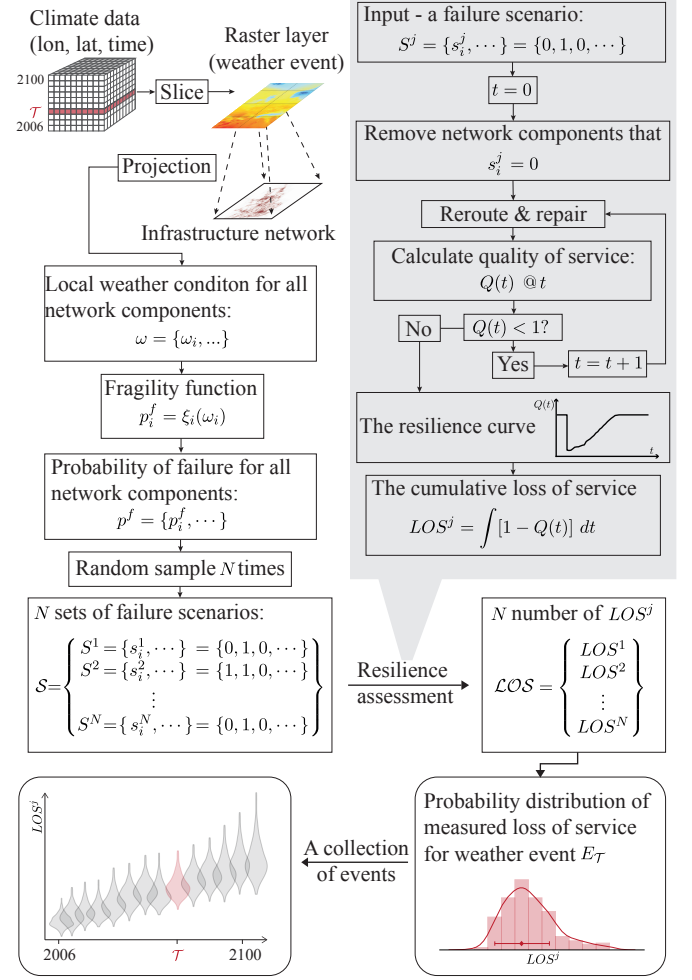 Climate data
(lon, lat, time)
2100
𝒯
2006
Slice
Raster layer
(weather event)
Projection
Infrastructure network
Local weather conditon for all
network components:
ω = {ω_i, ...}
Fragility function
p_i^f = ξ_i(ω_i)
Probability of failure for all
network components:
p^f = {p_i^f, ⋯}
Random sample N times
N sets of failure scenarios:
𝒮 = {
S^1 = {s_i^1, ⋯} = {0, 1, 0, ⋯}
S^2 = {s_i^2, ⋯} = {1, 1, 0, ⋯}
⋮
S^N = {s_i^N, ⋯} = {0, 1, 0, ⋯}
}
Input - a failure scenario:
S^j = {s_i^j, ⋯} = {0, 1, 0, ⋯}
t = 0
Remove network components that
s_i^j = 0
Reroute & repair
Calculate quality of service:
Q(t) @ t
Q(t) < 1?
No
Yes
t = t + 1
The resilience curve
Q(t)
t
The cumulative loss of service
LOS^j = ∫[1 − Q(t)] dt
Resilience
assessment
N number of LOS^j
ℒ𝒪𝒮 = {
LOS^1
LOS^2
⋮
LOS^N
}
Probability distribution of
measured loss of service
for weather event E_𝒯
LOS^j
A collection
of events
LOS^j
2006
𝒯
2100